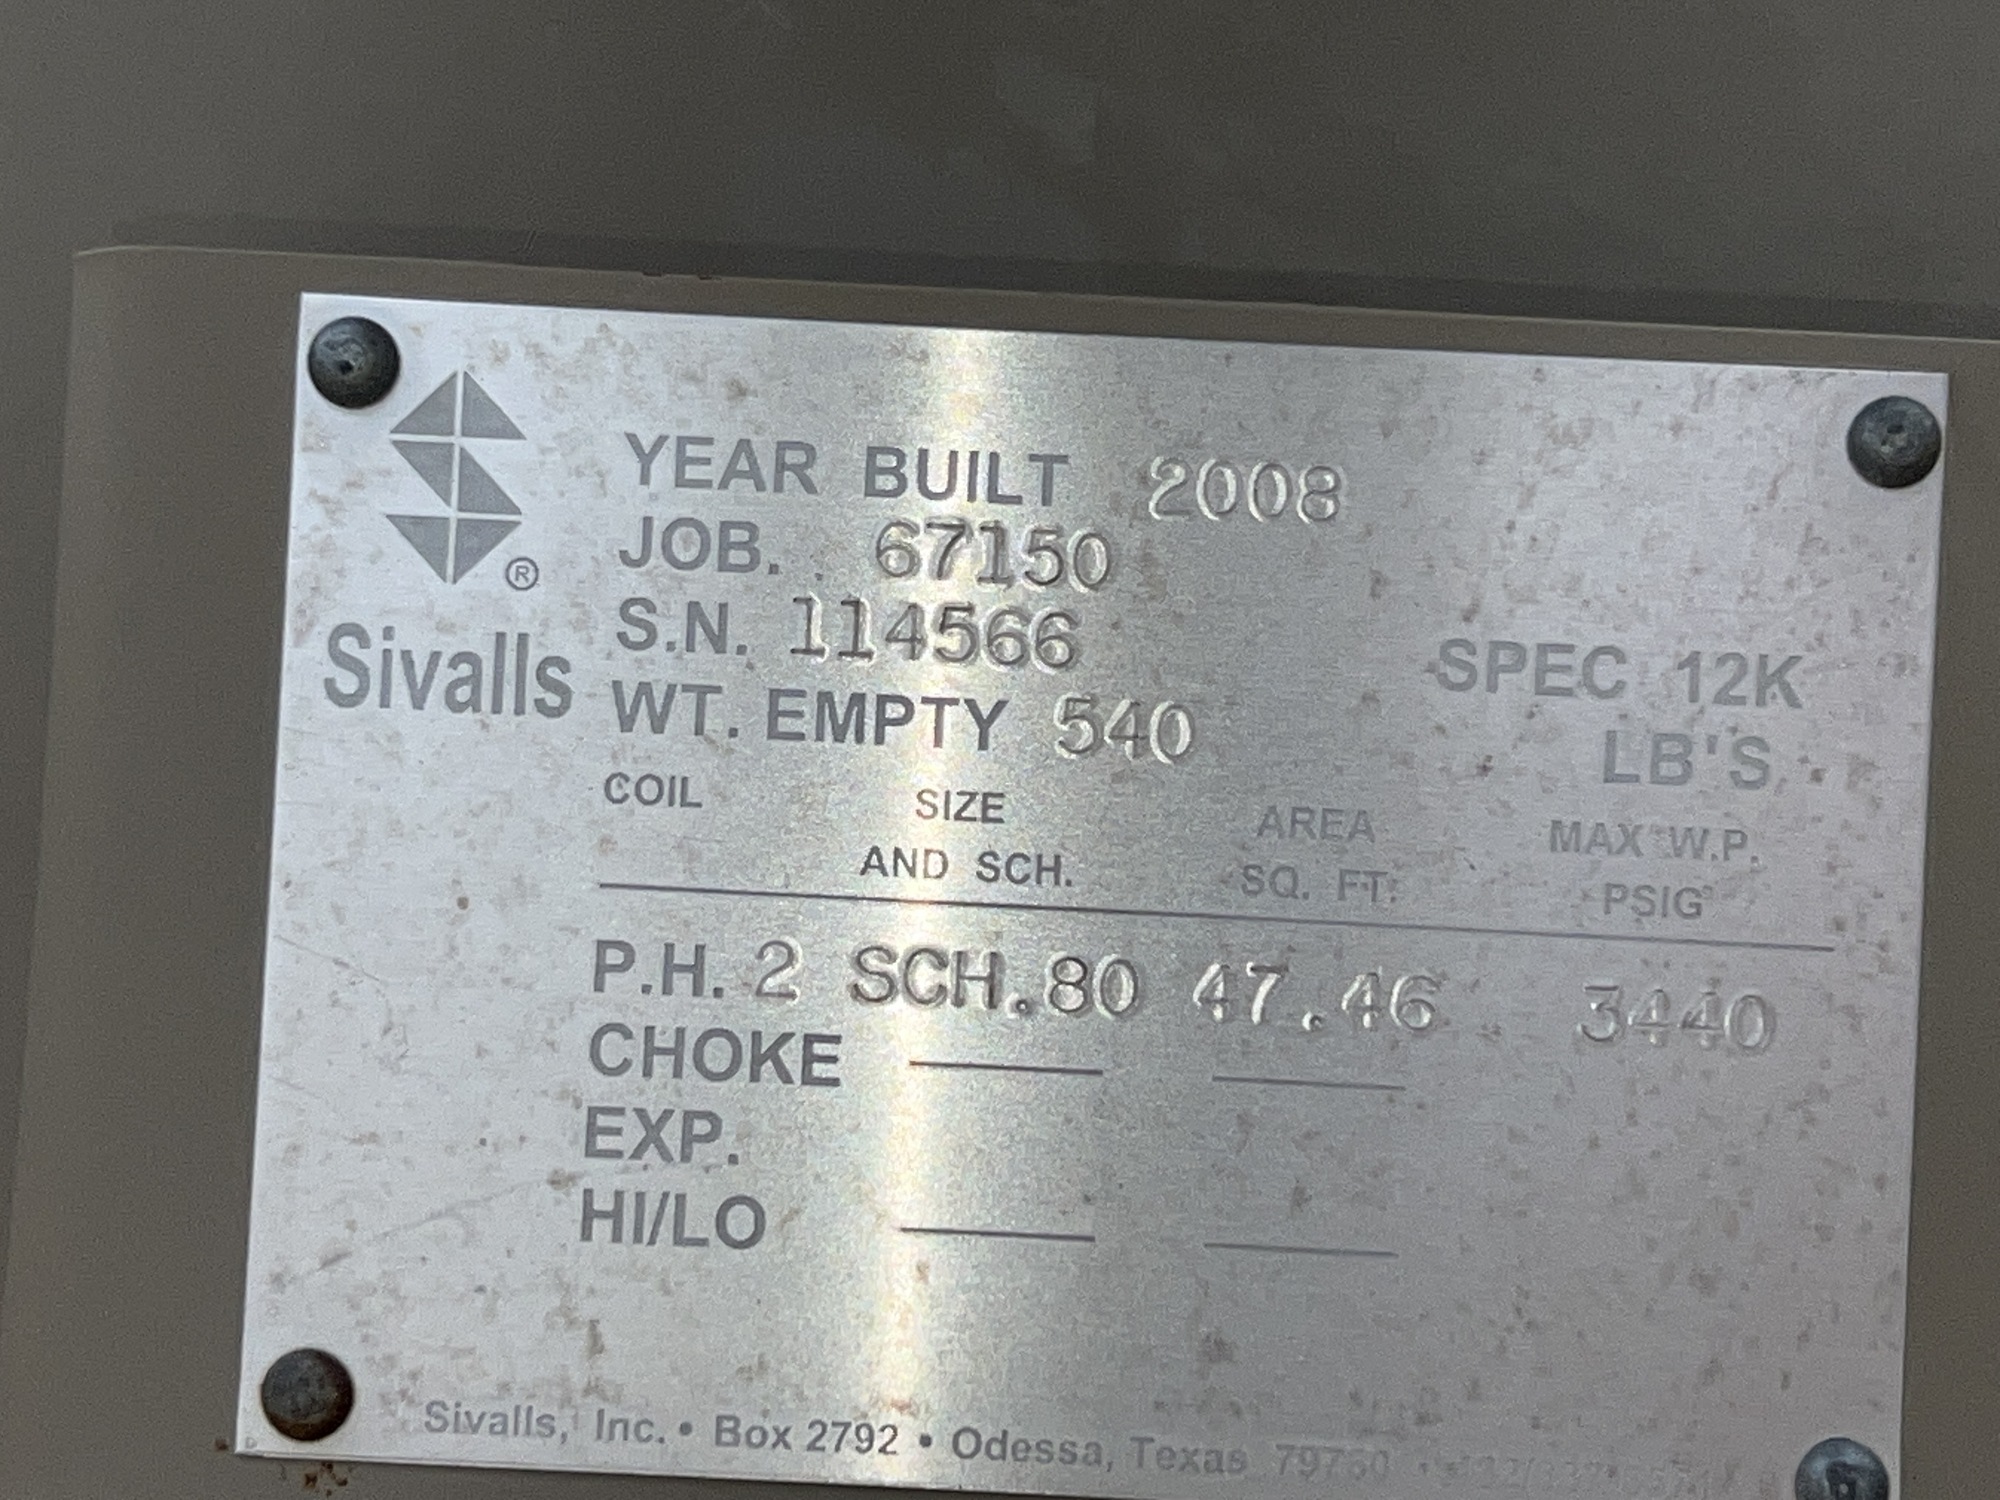 ®
Sivalls
YEAR BUILT 2008
JOB. 67150
S.N. 114566
SPEC 12K
WT. EMPTY 540 LB'S
COIL SIZE AND SCH. AREA SQ. FT. MAX W.P. PSIG
P.H. 2 SCH.80 47.46 3440
CHOKE
EXP.
HI/LO
Sivalls, Inc. • Box 2792 • Odessa, Texas